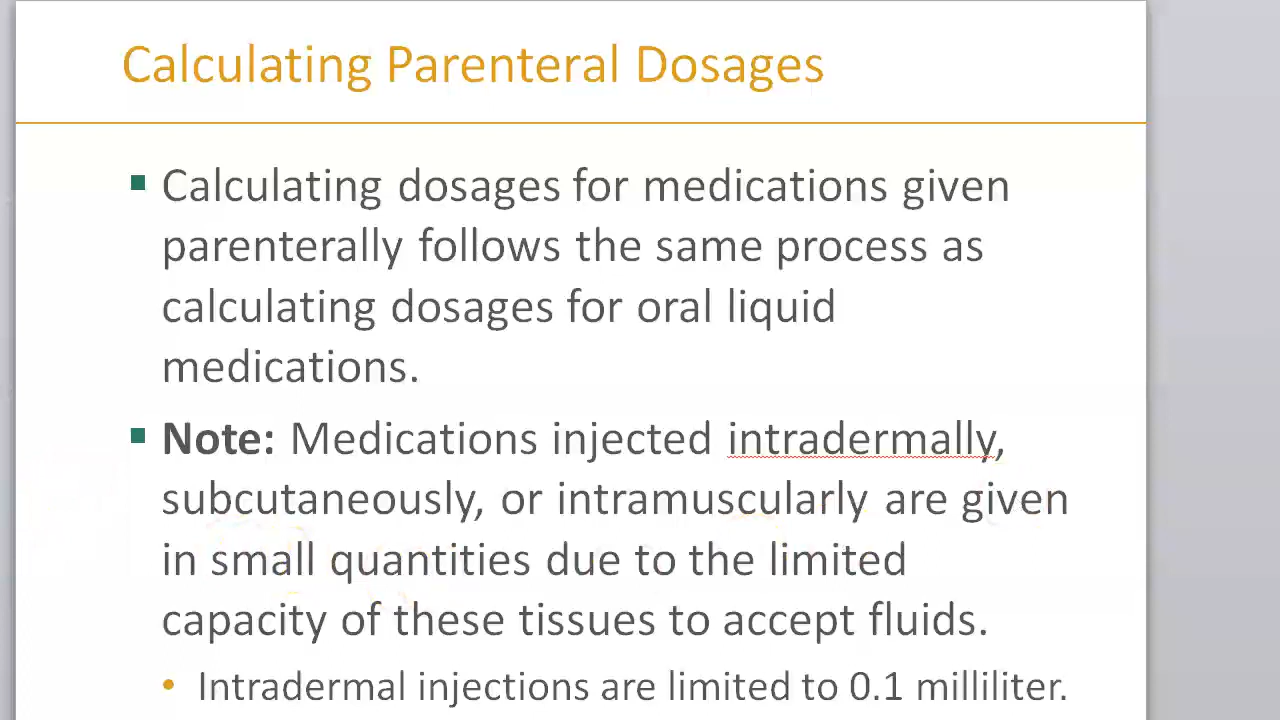 Calculating Parenteral Dosages
Calculating dosages for medications given
parenterally follows the same process as
calculating dosages for oral liquid
medications.
Note: Medications injected intradermally,
subcutaneously, or intramuscularly are given
in small quantities due to the limited
capacity of these tissues to accept fluids.
Intradermal injections are limited to 0.1 milliliter.